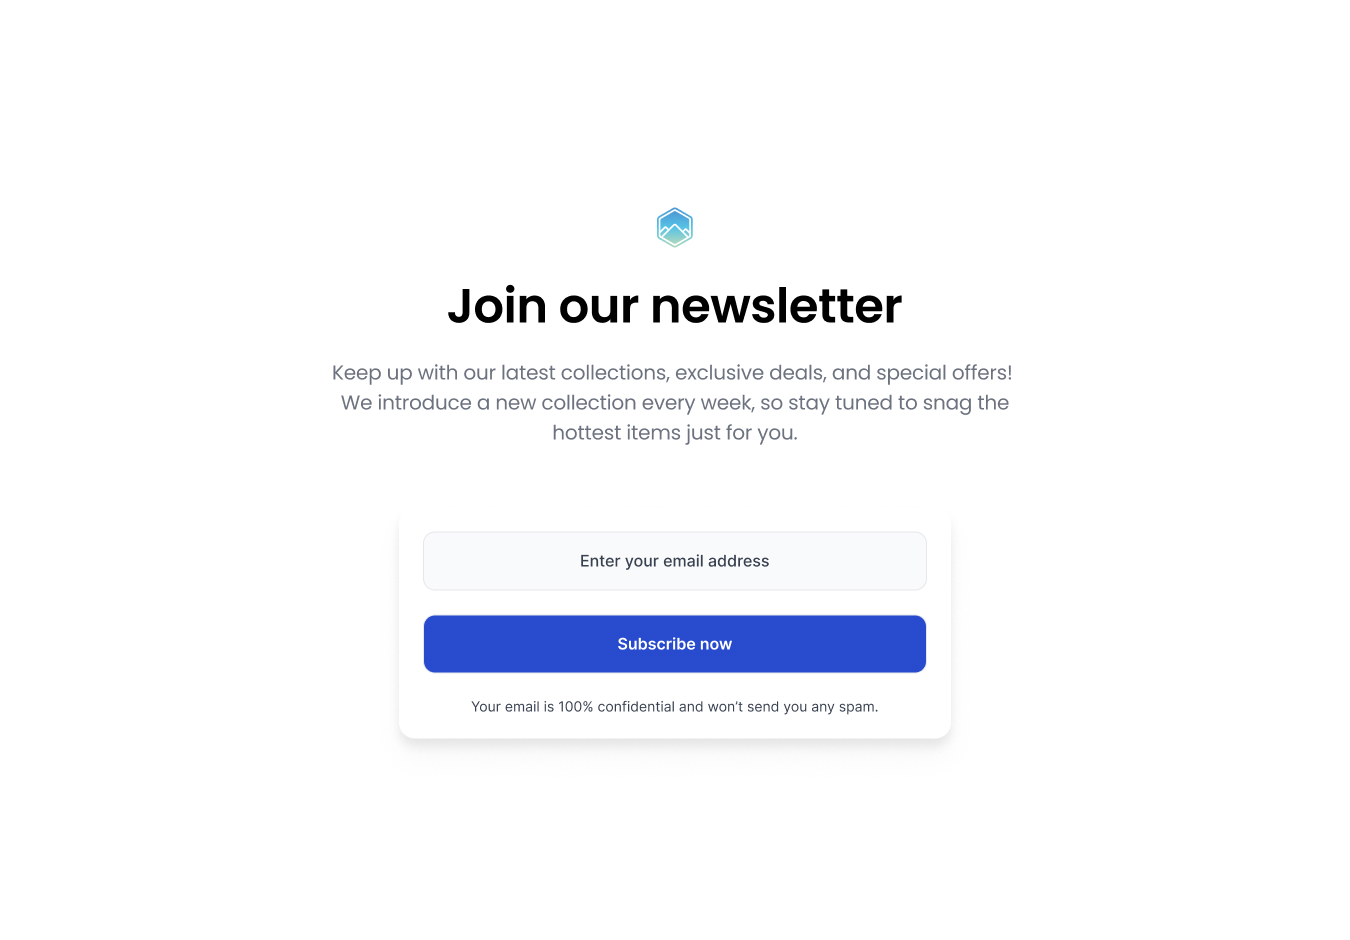 Join our newsletter
Keep up with our latest collections, exclusive deals, and special offers!
We introduce a new collection every week, so stay tuned to snag the
hottest items just for you.
Enter your email address
Subscribe now
Your email is 100% confidential and won’t send you any spam.